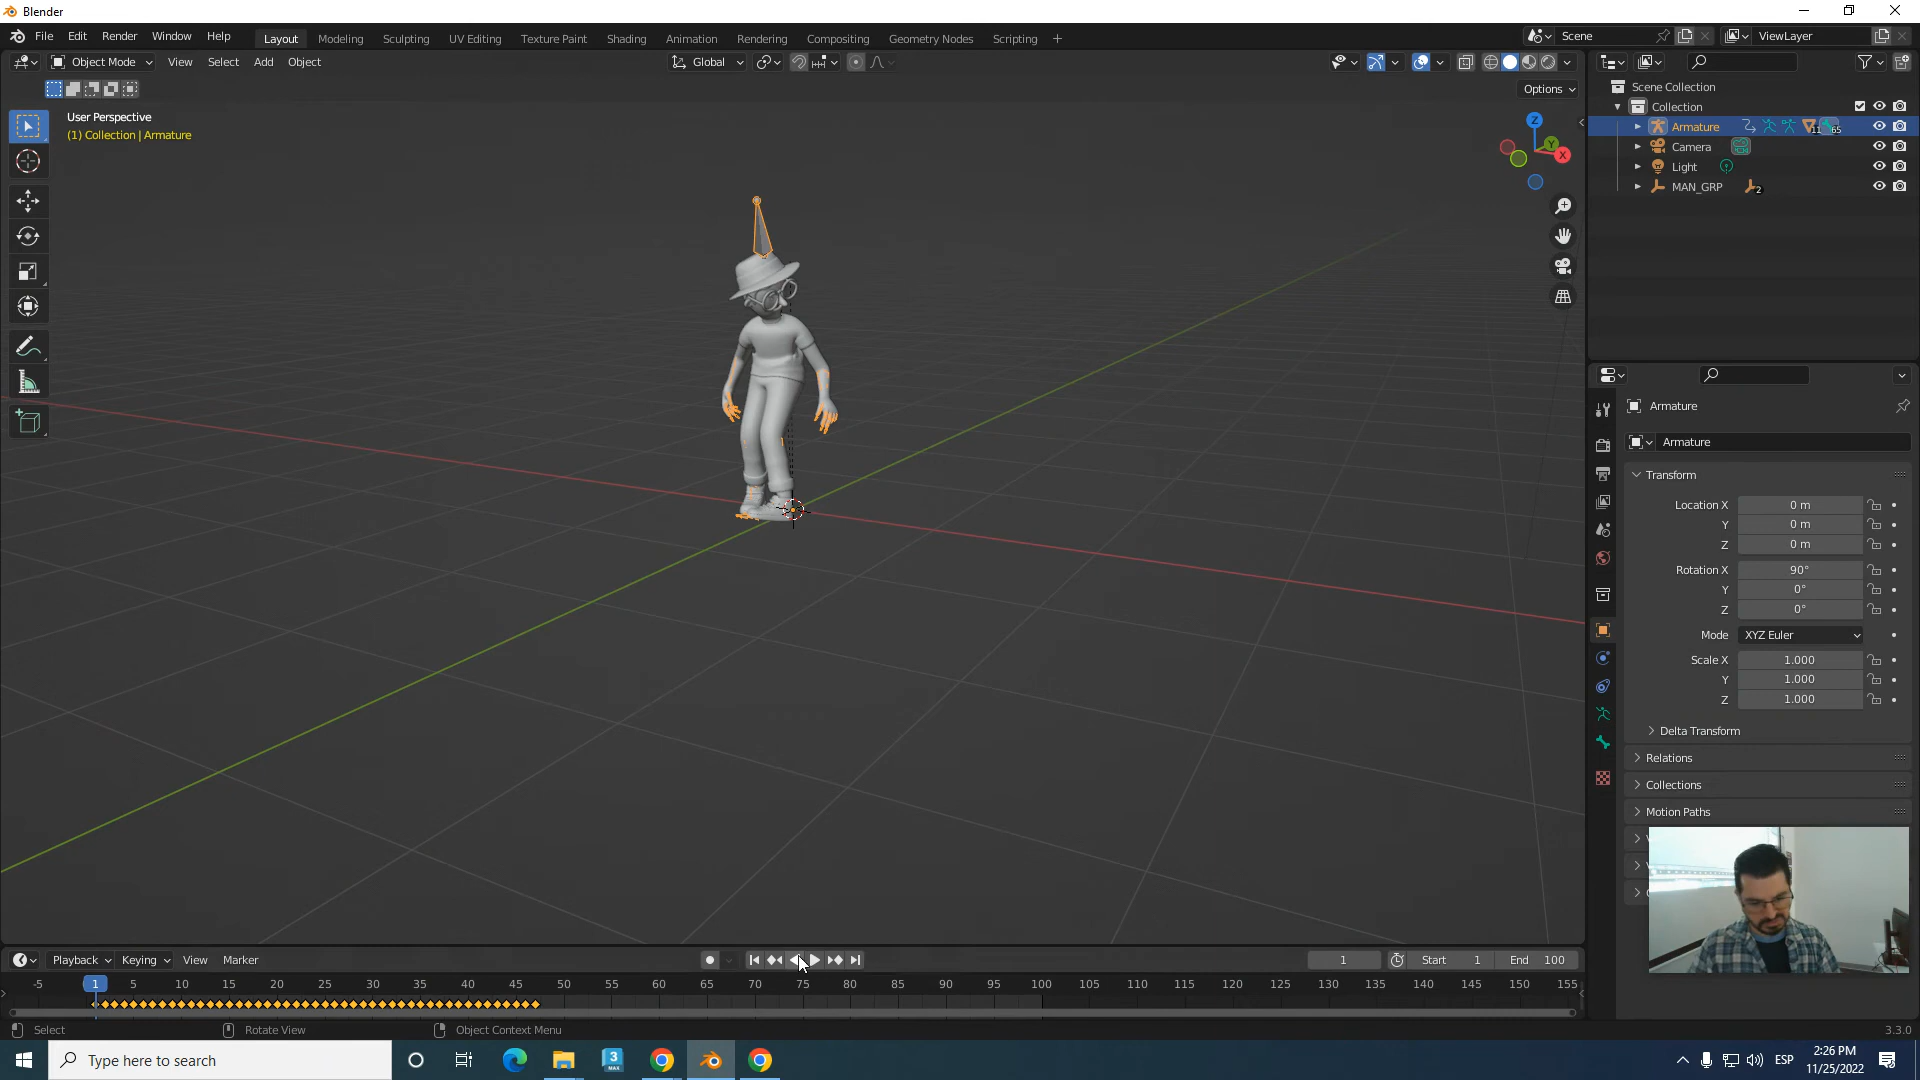 Blender
File Edit Render Window Help
Layout Modeling Sculpting UV Editing Texture Paint Shading Animation Rendering Compositing Geometry Nodes Scripting +
Scene
ViewLayer
Object Mode View Select Add Object
Global
Options
User Perspective
(1) Collection | Armature
Z
Y
X
Scene Collection
Collection
Armature 11 65
Camera
Light
MAN_GRP 2
Armature
Armature
Transform
Location X 0 m
Y 0 m
Z 0 m
Rotation X 90°
Y 0°
Z 0°
Mode XYZ Euler
Scale X 1.000
Y 1.000
Z 1.000
Delta Transform
Relations
Collections
Motion Paths
Playback Keying View Marker
1 Start 1 End 100
-5 1 5 10 15 20 25 30 35 40 45 50 55 60 65 70 75 80 85 90 95 100 105 110 115 120 125 130 135 140 145 150 155
Select Rotate View Object Context Menu
3.3.0
Type here to search
3
MAX
ESP
2:26 PM
11/25/2022